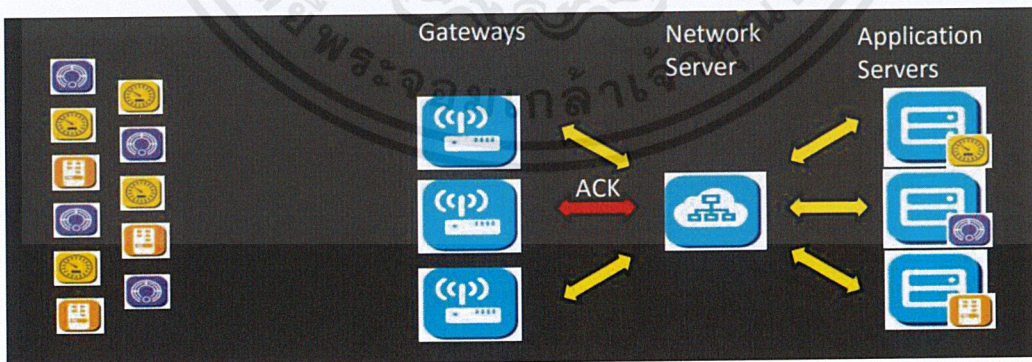 Gateways
Network
Server
Application
Servers
ACK